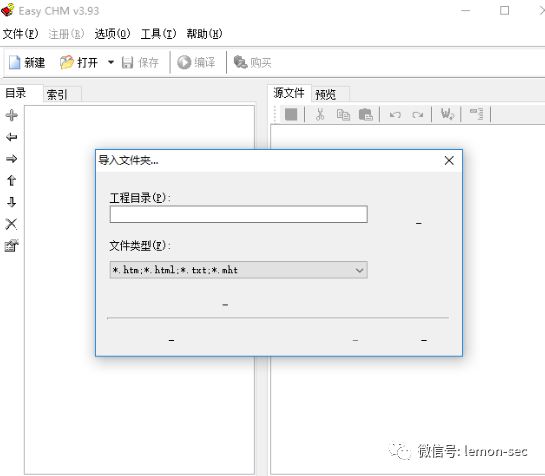 Easy CHM v3.93
文件(F) 注册(R) 选项(O) 工具(T) 帮助(H)
新建 打开 保存 编译 购买
目录 索引
源文件 预览
导入文件夹...
工程目录(P):
文件类型(E):
*.htm;*.html;*.txt;*.mht
微信号: lemon-sec